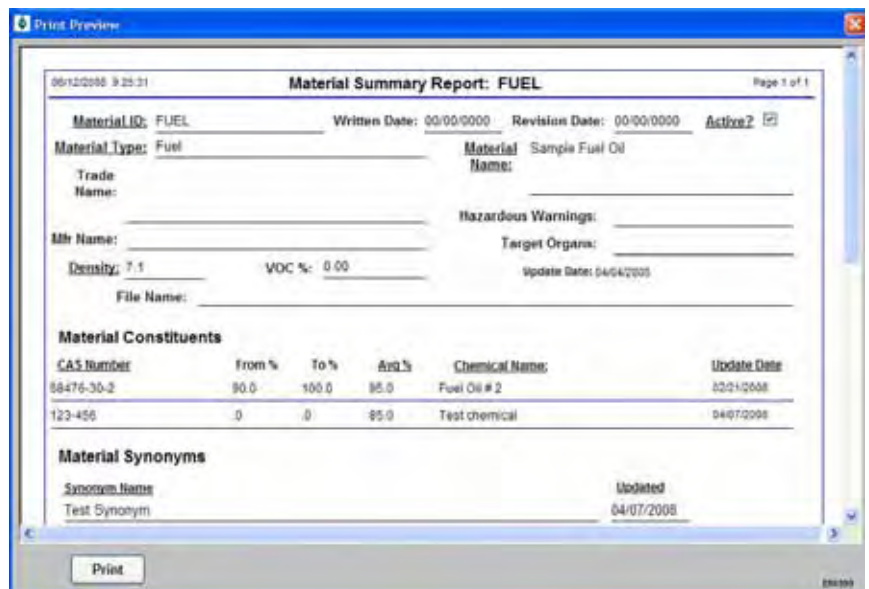 Print Preview
06/12/2008 9:25:31 Material Summary Report: FUEL Page 1 of 1
Material ID: FUEL Written Date: 00/00/0000 Revision Date: 00/00/0000 Active?
Material Type: Fuel Material Name: Sample Fuel Oil
Trade Name:
Hazardous Warnings:
Mfr Name: Target Organs:
Density: 7.1 VOC %: 0.00 Update Date: 04/04/2008
File Name:
Material Constituents
CAS Number From % To % Avg % Chemical Name: Update Date
68476-30-2 90.0 100.0 95.0 Fuel Oil # 2 02/21/2008
123-456 .0 .0 85.0 Test chemical 04/07/2008
Material Synonyms
Synonym Name Updated
Test Synonym 04/07/2008
Print